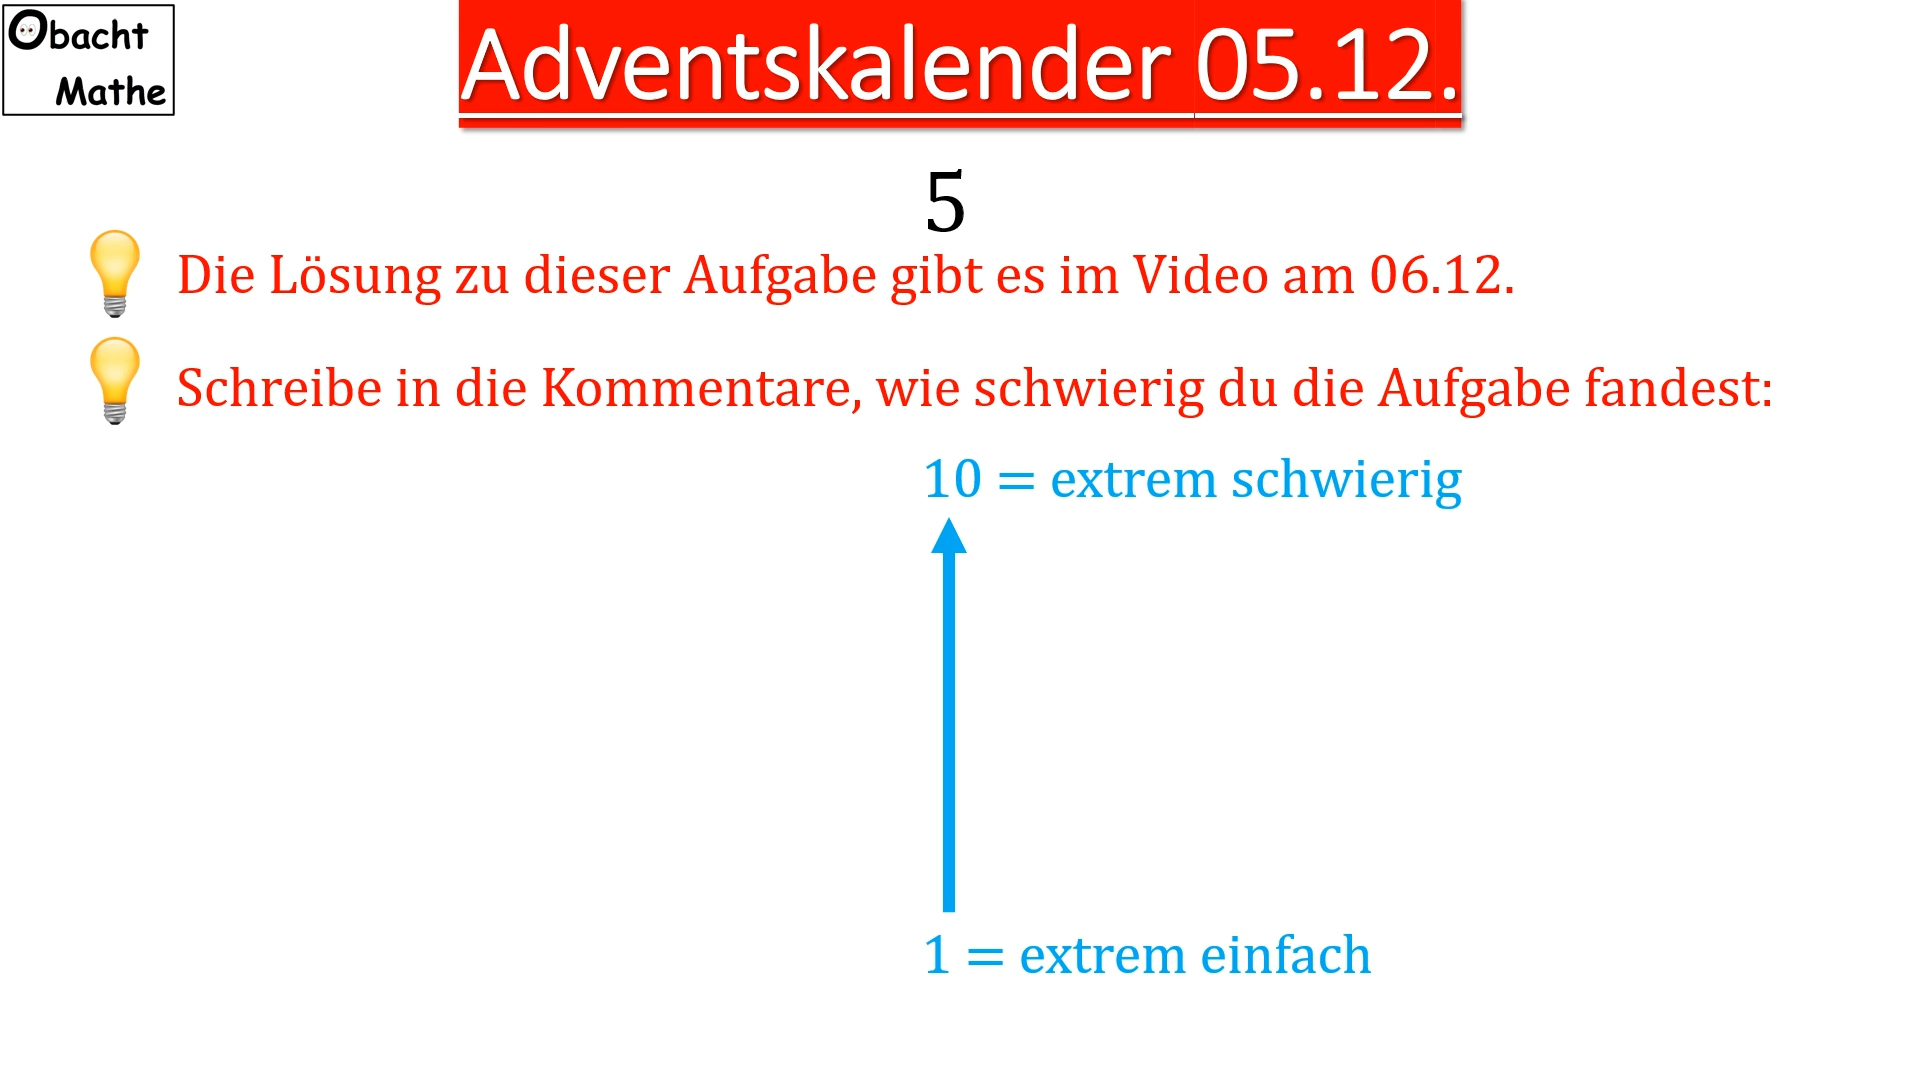 Obacht
Mathe
Adventskalender 05.12.
5
Die Lösung zu dieser Aufgabe gibt es im Video am 06.12.
Schreibe in die Kommentare, wie schwierig du die Aufgabe fandest:
10 = extrem schwierig
1 = extrem einfach